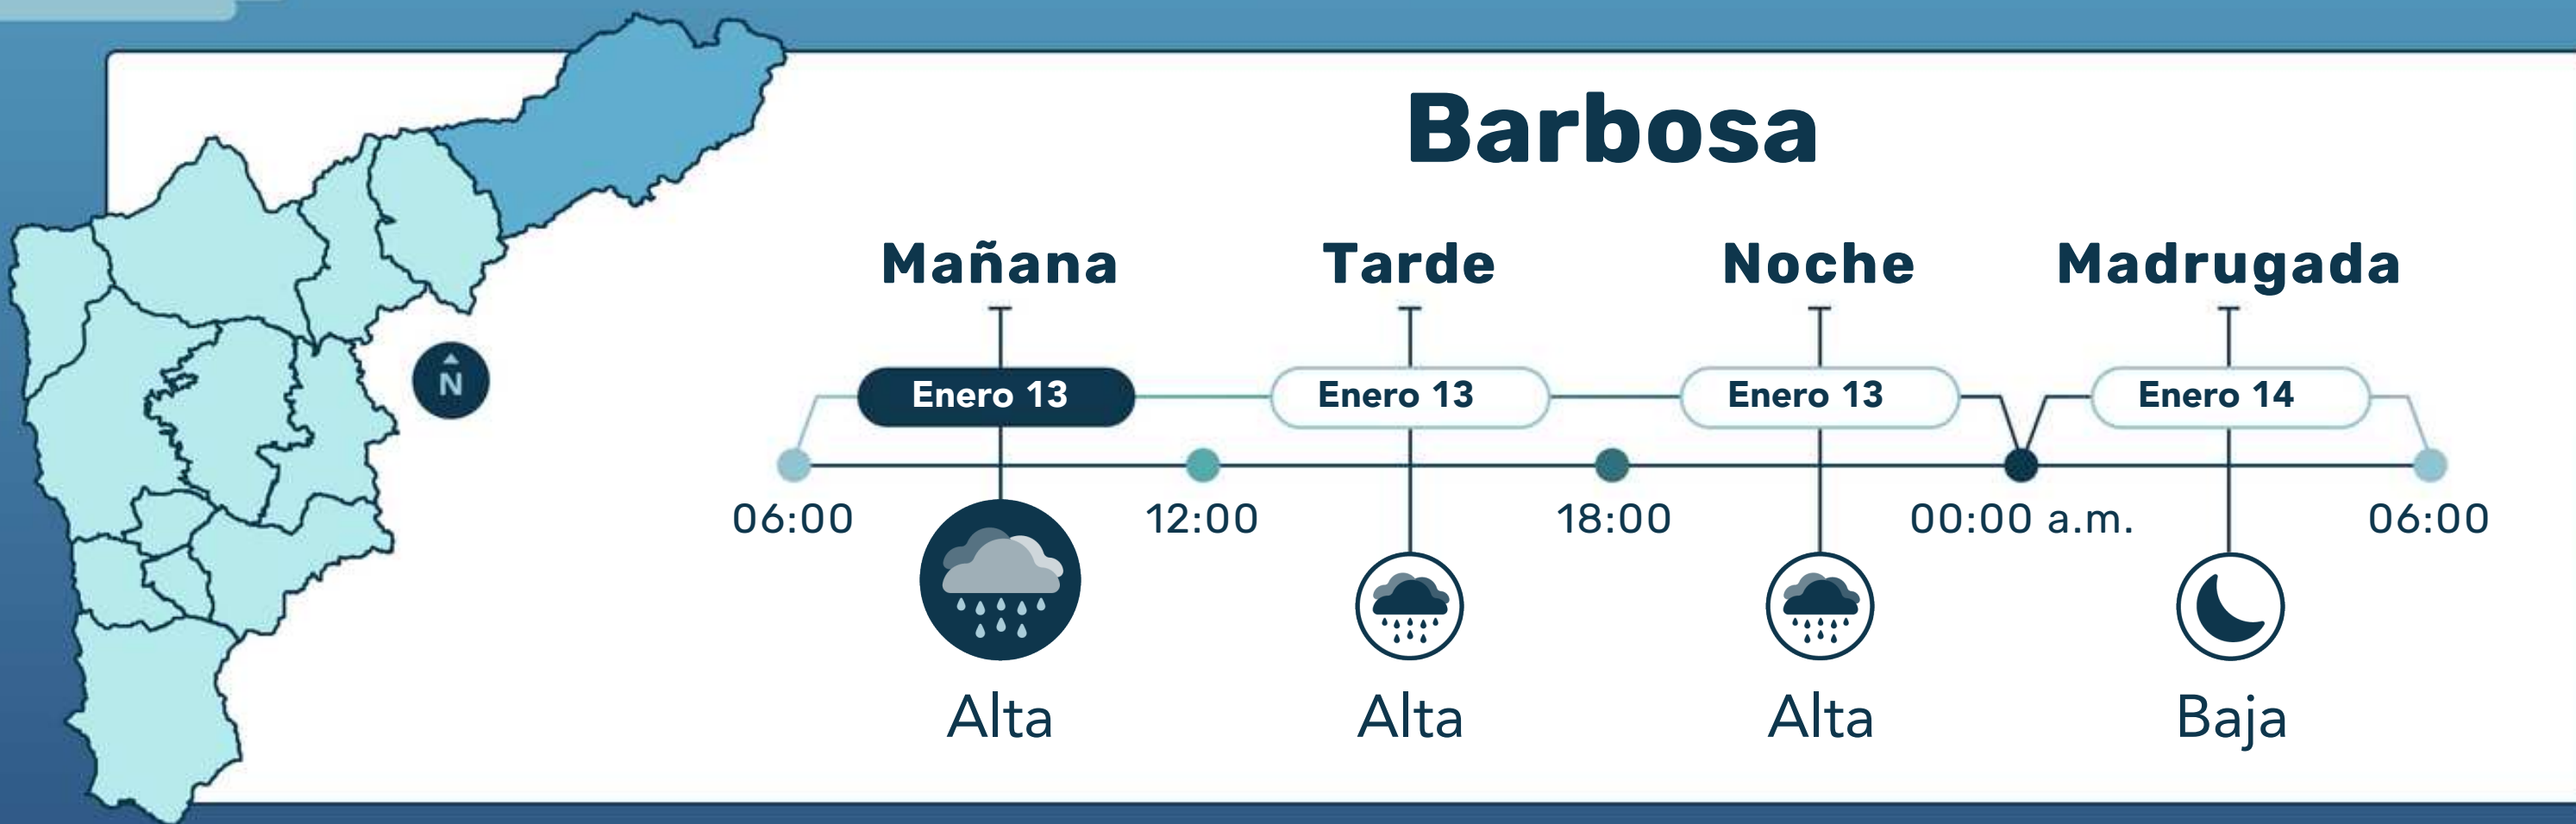 Barbosa
Mañana Tarde Noche Madrugada
Enero 13 Enero 13 Enero 13 Enero 14
N
06:00 12:00 18:00 00:00 a.m. 06:00
Alta Alta Alta Baja